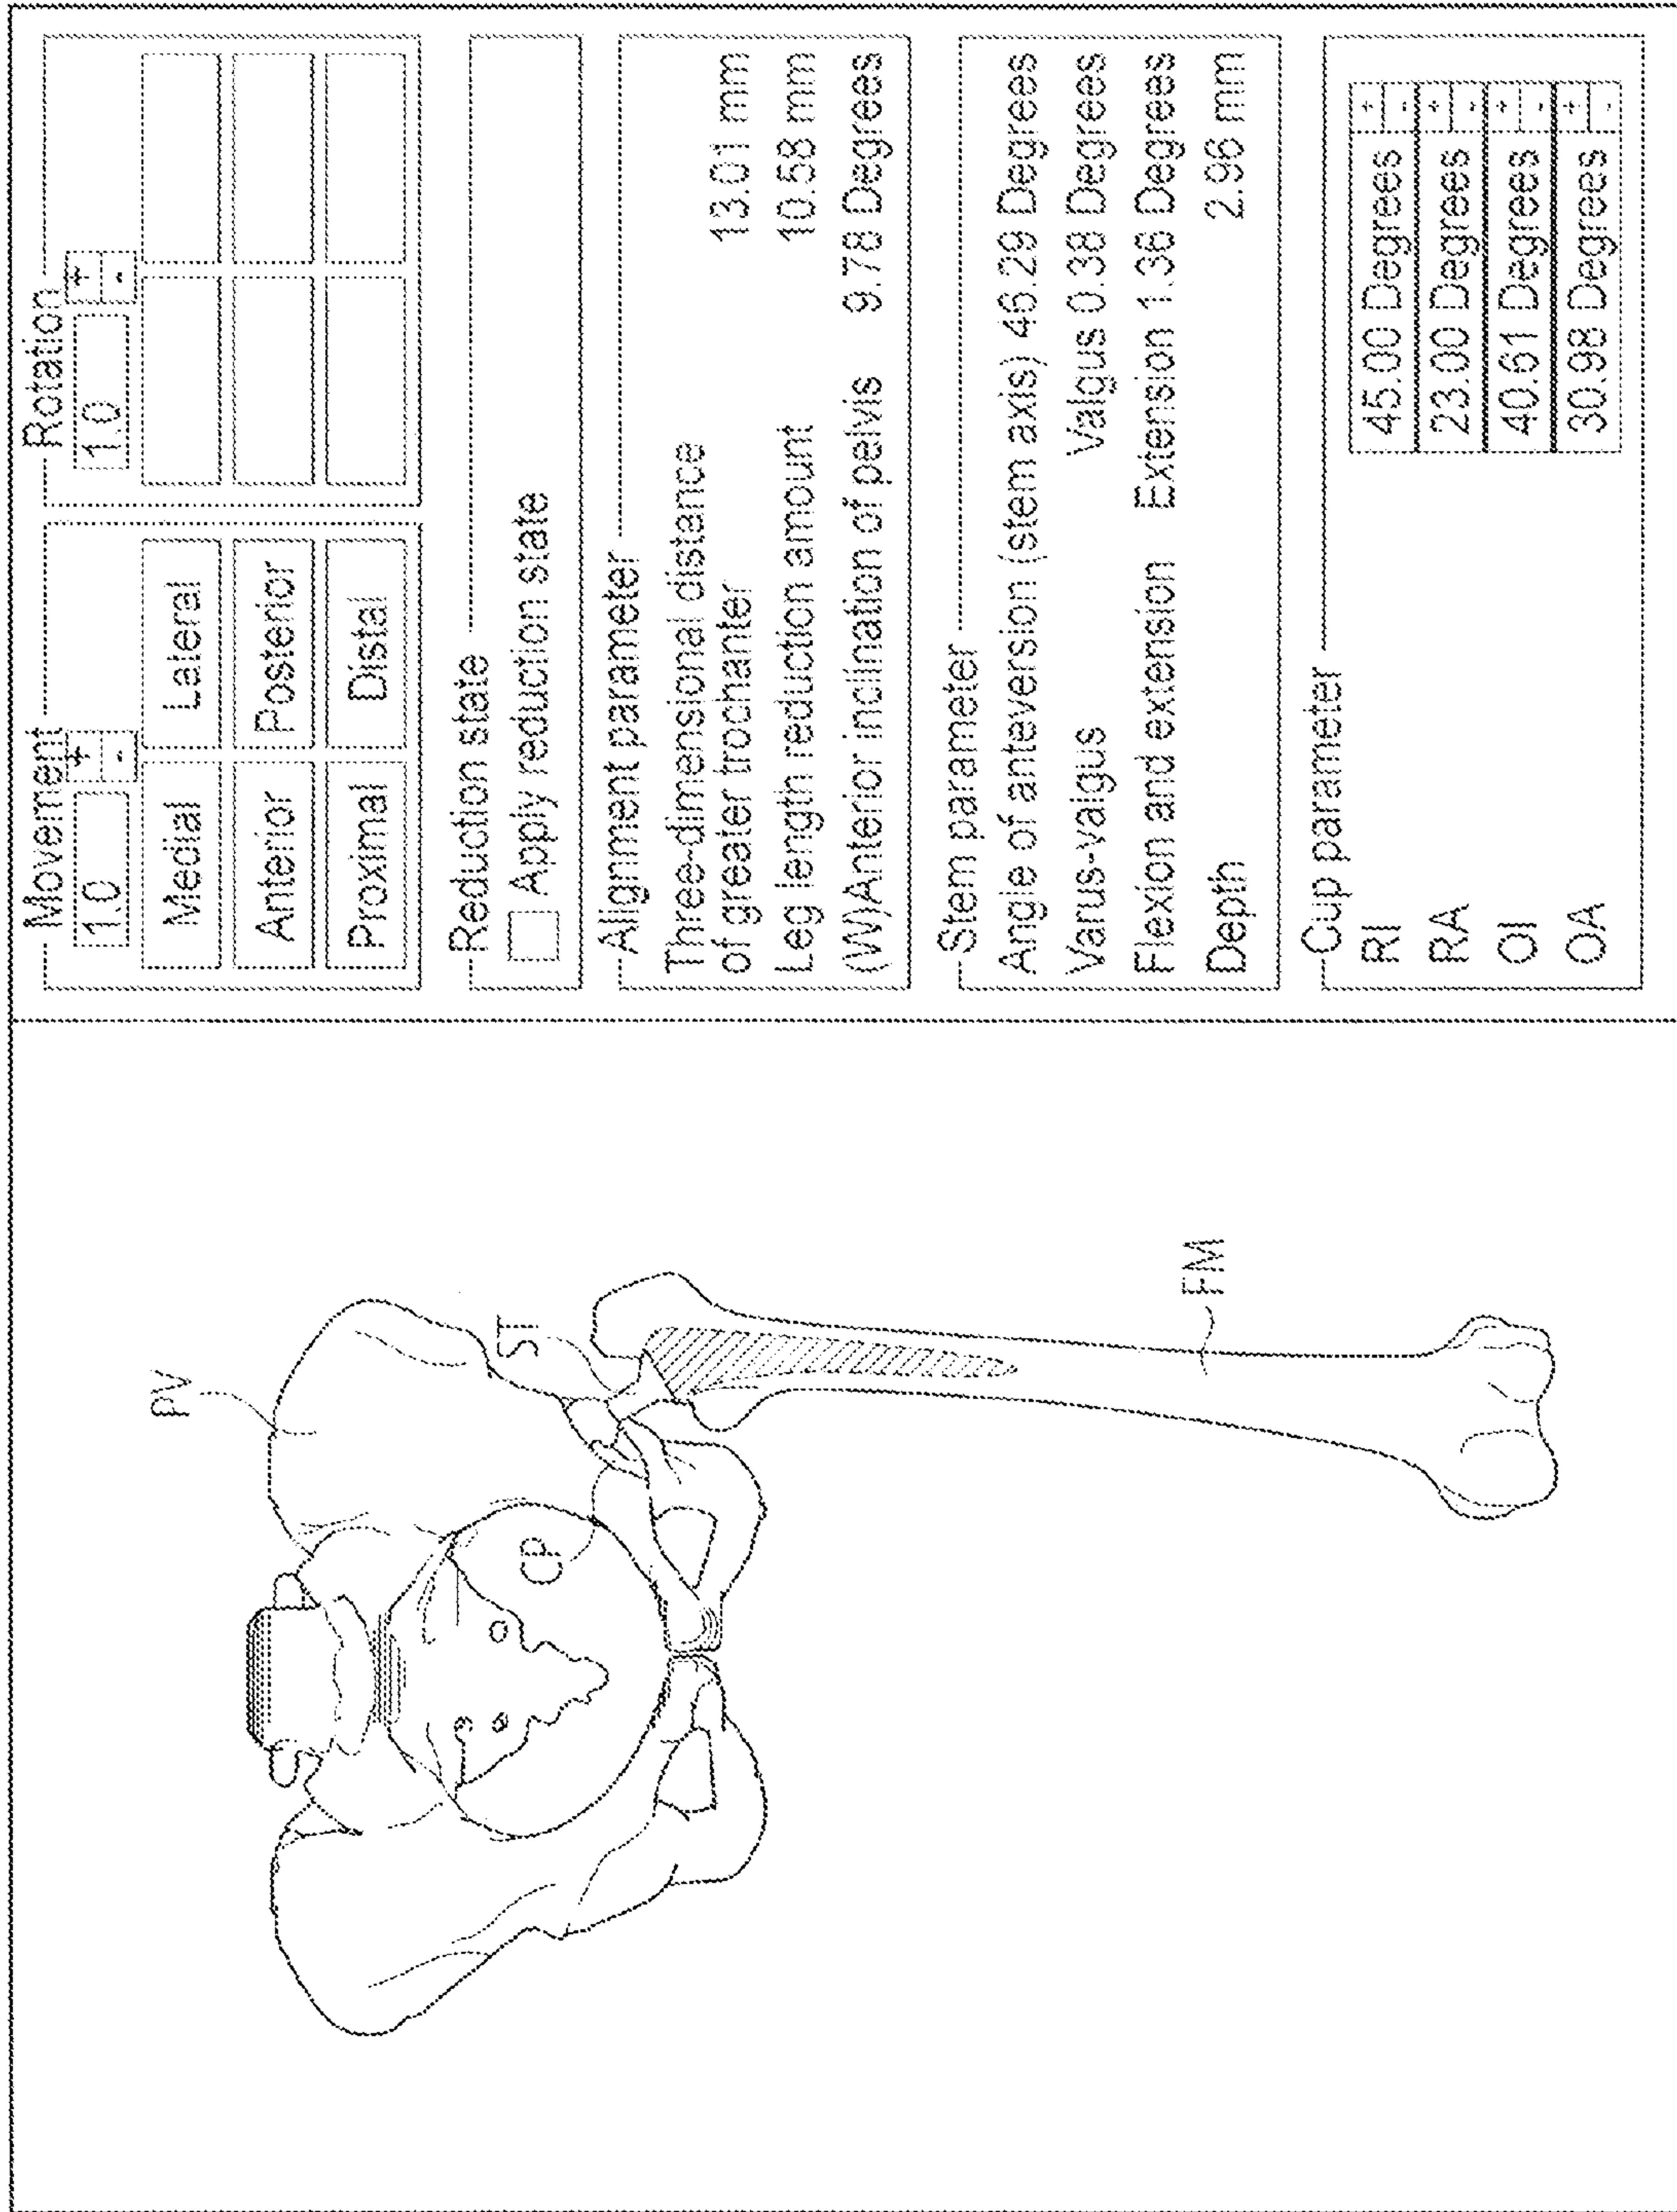 PV
ST
CP
FM
Movement
1.0 + -
Medial Lateral
Anterior Posterior
Proximal Distal
Rotation
1.0 + -
Reduction state
Apply reduction state
Alignment parameter
Three-dimensional distance
of greater trochanter 13.01 mm
Leg length reduction amount 10.58 mm
(W)Anterior inclination of pelvis 9.78 Degrees
Stem parameter
Angle of anteversion (stem axis) 46.29 Degrees
Varus-valgus Valgus 0.38 Degrees
Flexion and extension Extension 1.36 Degrees
Depth 2.96 mm
Cup parameter
RI 45.00 Degrees + -
RA 23.00 Degrees + -
OI 40.61 Degrees + -
OA 30.98 Degrees + -